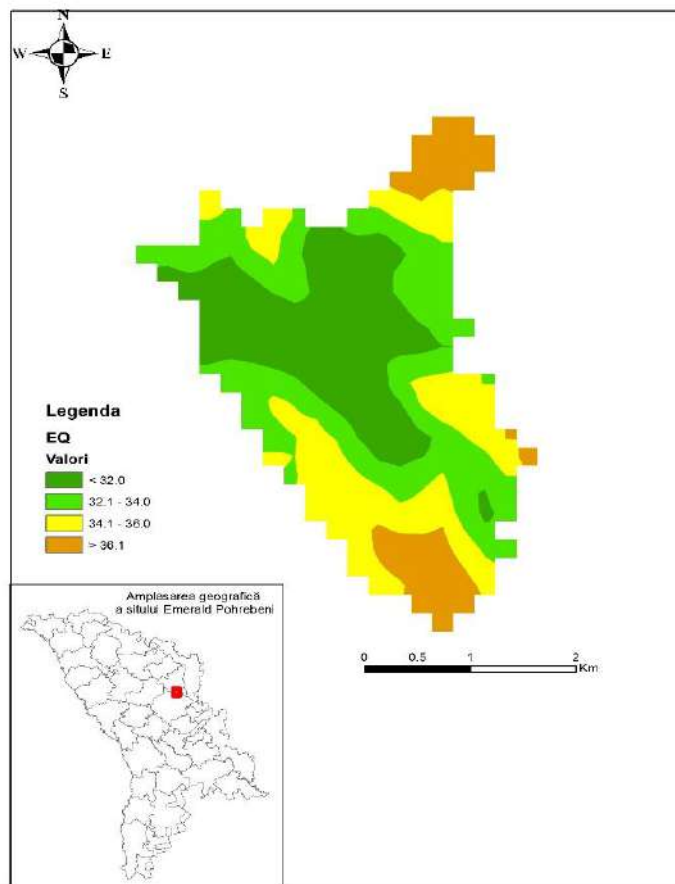 N
W E
S
Legenda
EQ
Valori
< 32.0
32.1 - 34.0
34.1 - 36.0
> 36.1
Amplasarea geografică
a sitului Emerald Pohrebeni
0 0.5 1 2
Km